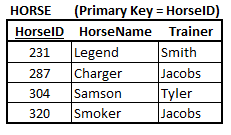 HORSE (Primary Key = HorseID)
HorseID HorseName Trainer
231 Legend Smith
287 Charger Jacobs
304 Samson Tyler
320 Smoker Jacobs